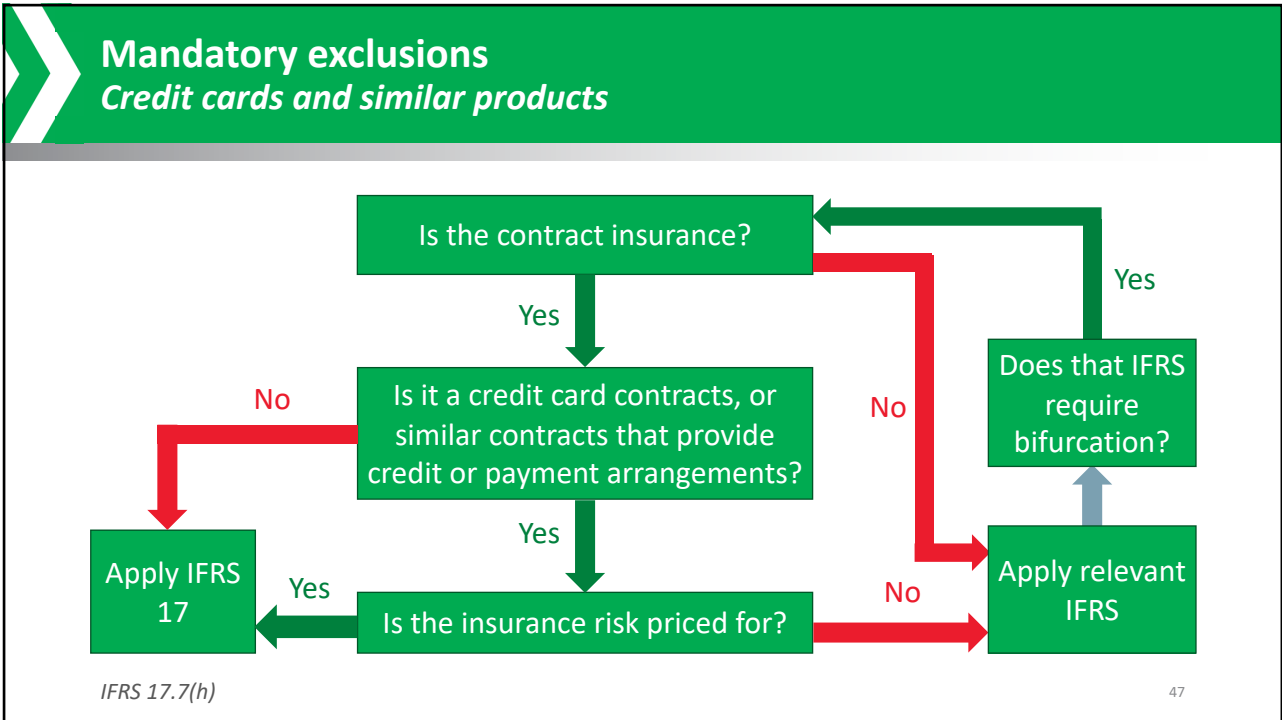 Mandatory exclusions
Credit cards and similar products
Is the contract insurance?
Yes
Yes
Does that IFRS
require
bifurcation?
No
Is it a credit card contracts, or
similar contracts that provide
credit or payment arrangements?
No
Yes
Apply IFRS
17
Yes
Is the insurance risk priced for?
No
Apply relevant
IFRS
IFRS 17.7(h)
47